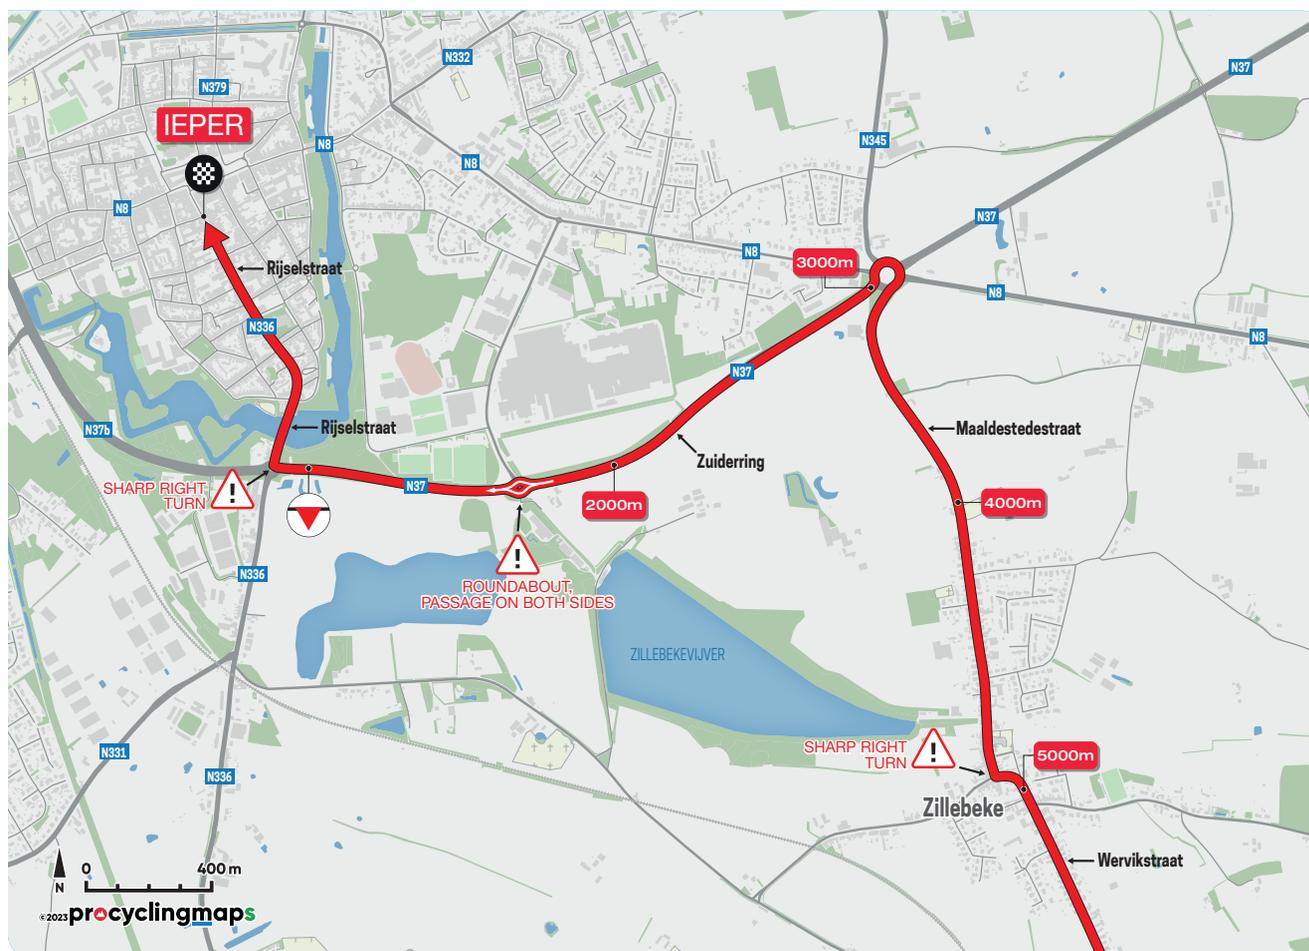 N37
N332
N379
IEPER
N345
N8
N8
N8
N37
N8
3000m
Rijselstraat
N8
N336
N8
N37
Rijselstraat
Maaldestedestraat
N37b
Zuiderring
SHARP RIGHT
TURN
N37
2000m
4000m
!
!
ROUNDABOUT,
PASSAGE ON BOTH SIDES
N336
ZILLEBEKEVIJVER
SHARP RIGHT
TURN
!
5000m
N331
N336
Zillebeke
Wervikstraat
0 400 m
N
©2023 procyclingmaps